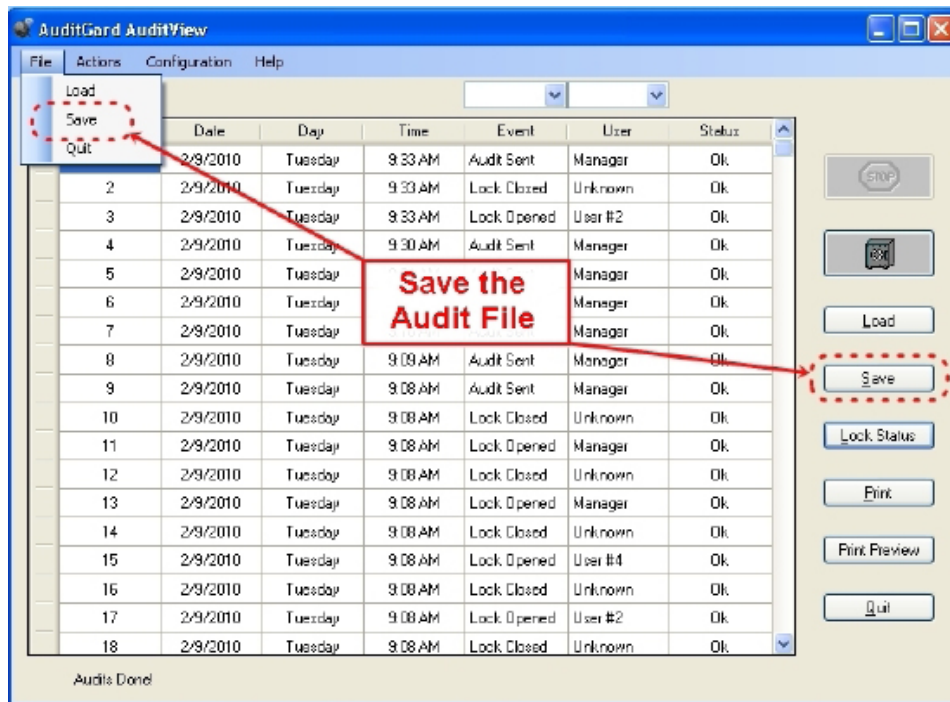 AuditGard AuditView
File Actions Configuration Help
Load
Save
Quit
Date Day Time Event User Status
2/9/2010 Tuesday 9:33 AM Audit Sent Manager Ok
2 2/9/2010 Tuesday 9:33 AM Lock Closed Unknown Ok
3 2/9/2010 Tuesday 9:33 AM Lock Opened User #2 Ok
4 2/9/2010 Tuesday 9:30 AM Audit Sent Manager Ok
5 2/9/2010 Tuesday Manager Ok
6 2/9/2010 Tuesday Manager Ok
7 2/9/2010 Tuesday Manager Ok
8 2/9/2010 Tuesday 9:09 AM Audit Sent Manager Ok
9 2/9/2010 Tuesday 9:08 AM Audit Sent Manager Ok
10 2/9/2010 Tuesday 9:08 AM Lock Closed Unknown Ok
11 2/9/2010 Tuesday 9:08 AM Lock Opened Manager Ok
12 2/9/2010 Tuesday 9:08 AM Lock Closed Unknown Ok
13 2/9/2010 Tuesday 9:08 AM Lock Opened Manager Ok
14 2/9/2010 Tuesday 9:08 AM Lock Closed Unknown Ok
15 2/9/2010 Tuesday 9:08 AM Lock Opened User #4 Ok
16 2/9/2010 Tuesday 9:08 AM Lock Closed Unknown Ok
17 2/9/2010 Tuesday 9:08 AM Lock Opened User #2 Ok
18 2/9/2010 Tuesday 9:08 AM Lock Closed Unknown Ok
Save the
Audit File
STOP
Load
Save
Lock Status
Print
Print Preview
Quit
Audits Done!